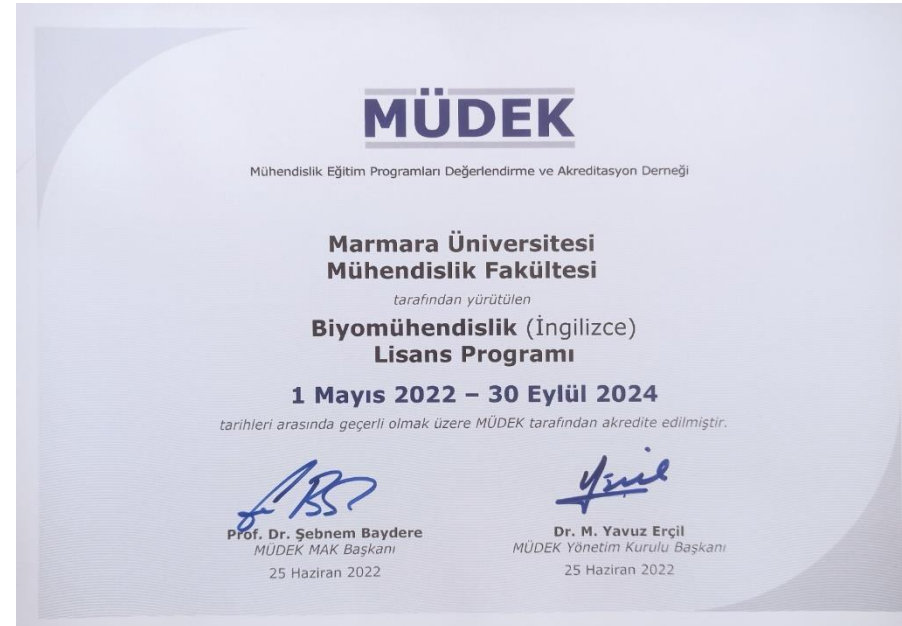 MÜDEK
Mühendislik Eğitim Programları Değerlendirme ve Akreditasyon Derneği
Marmara Üniversitesi
Mühendislik Fakültesi
tarafından yürütülen
Biyomühendislik (İngilizce)
Lisans Programı
1 Mayıs 2022 – 30 Eylül 2024
tarihleri arasında geçerli olmak üzere MÜDEK tarafından akredite edilmiştir.
Prof. Dr. Şebnem Baydere
MÜDEK MAK Başkanı
25 Haziran 2022
Dr. M. Yavuz Erçil
MÜDEK Yönetim Kurulu Başkanı
25 Haziran 2022